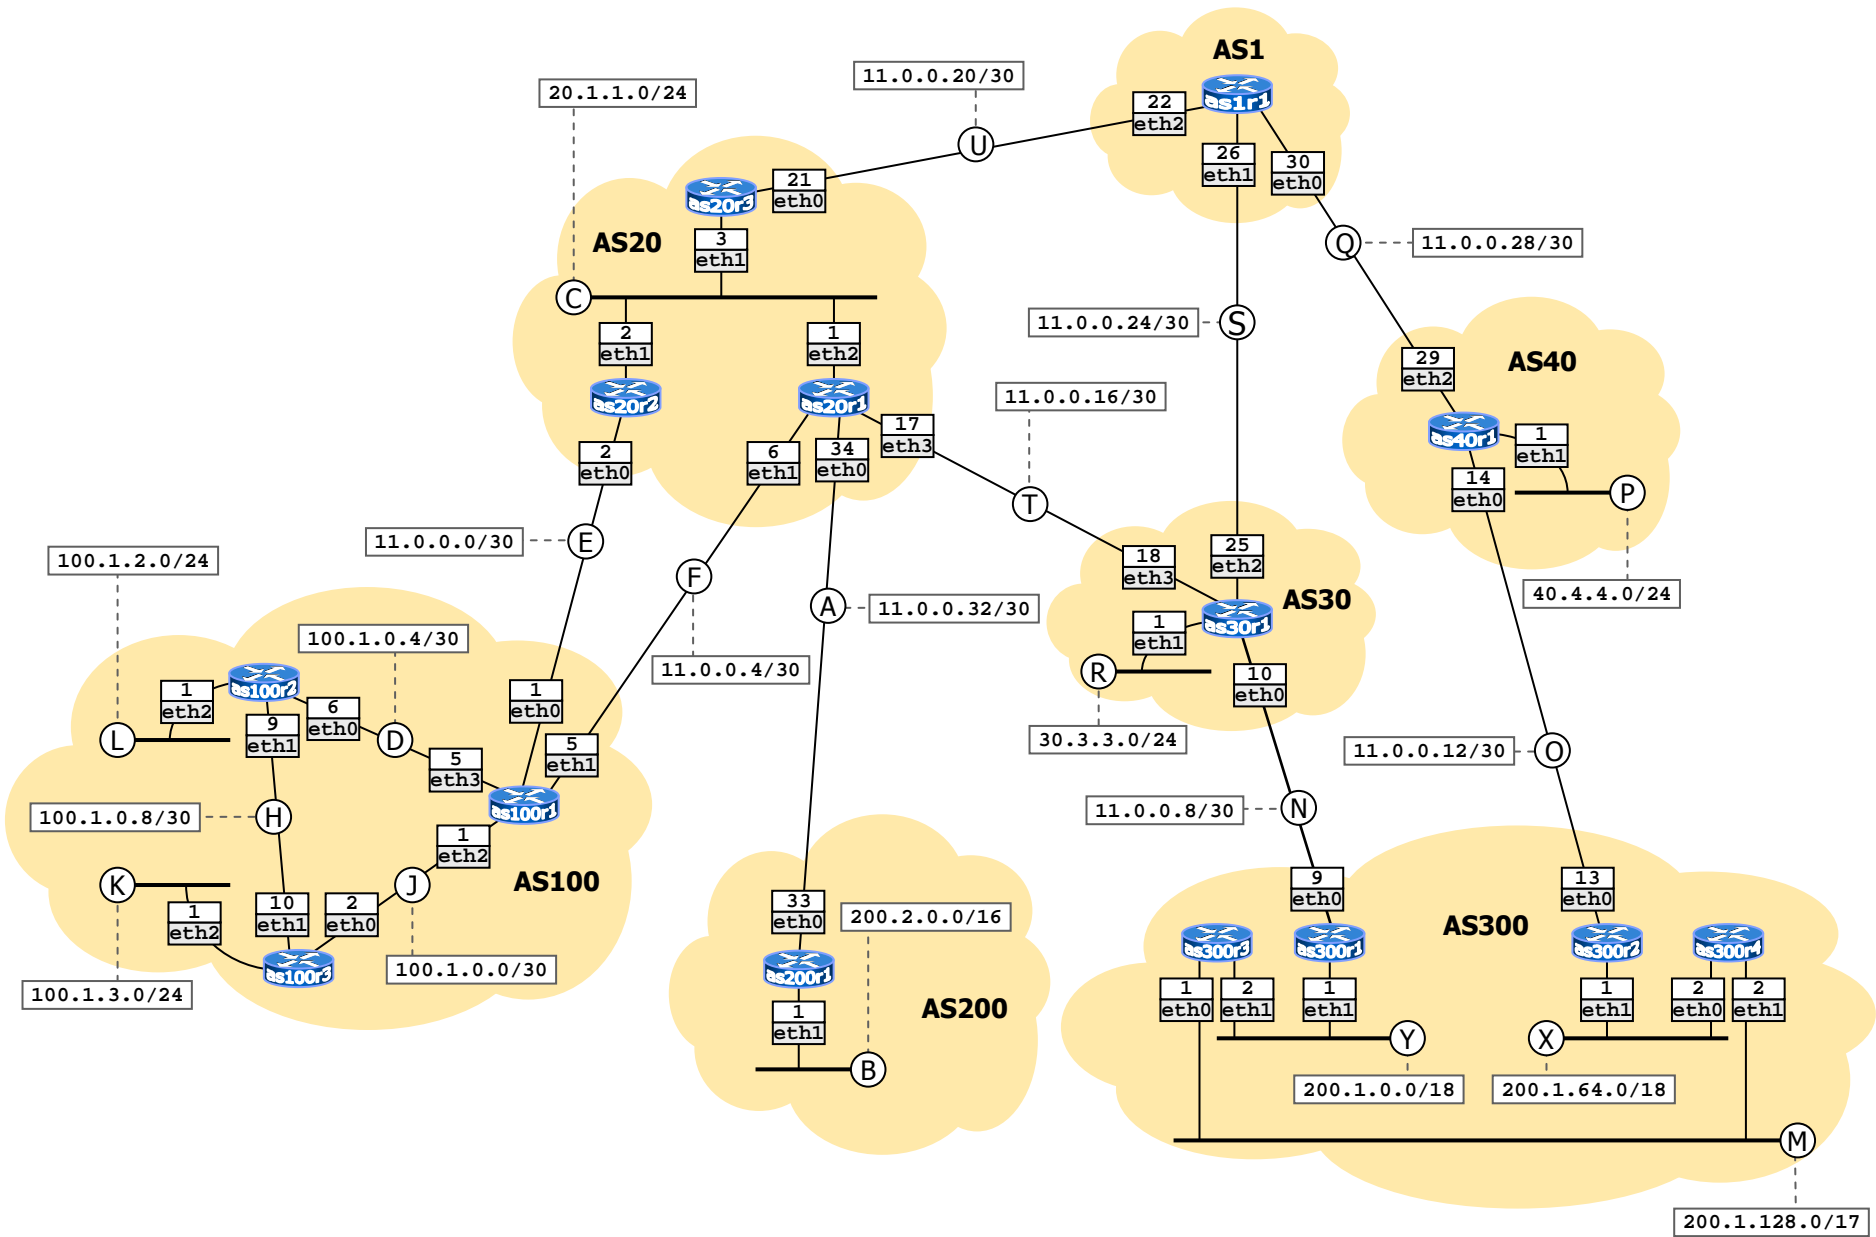 AS1
11.0.0.20/30
20.1.1.0/24
as1r1
22
eth2
U
26
eth1
30
eth0
21
eth0
as20r3
AS20
3
eth1
Q
11.0.0.28/30
C
11.0.0.24/30
S
2
eth1
1
eth2
29
eth2
AS40
as20r2
as20r1
11.0.0.16/30
17
eth3
as40r1
1
eth1
2
eth0
6
eth1
34
eth0
14
eth0
P
T
11.0.0.0/30
E
100.1.2.0/24
18
eth3
25
eth2
F
A
11.0.0.32/30
40.4.4.0/24
AS30
as30r1
1
eth1
100.1.0.4/30
11.0.0.4/30
R
10
eth0
as100r2
1
eth2
6
eth0
1
eth0
9
eth1
L
D
30.3.3.0/24
11.0.0.12/30
O
5
eth3
5
eth1
as100r1
100.1.0.8/30
H
11.0.0.8/30
N
1
eth2
K
J
AS100
9
eth0
13
eth0
1
eth2
10
eth1
2
eth0
33
eth0
200.2.0.0/16
AS300
as300r3
as300r1
as300r2
as300r4
as100r3
100.1.0.0/30
as200r1
100.1.3.0/24
1
eth0
2
eth1
1
eth1
1
eth1
2
eth0
2
eth1
1
eth1
AS200
Y
X
B
200.1.0.0/18
200.1.64.0/18
M
200.1.128.0/17